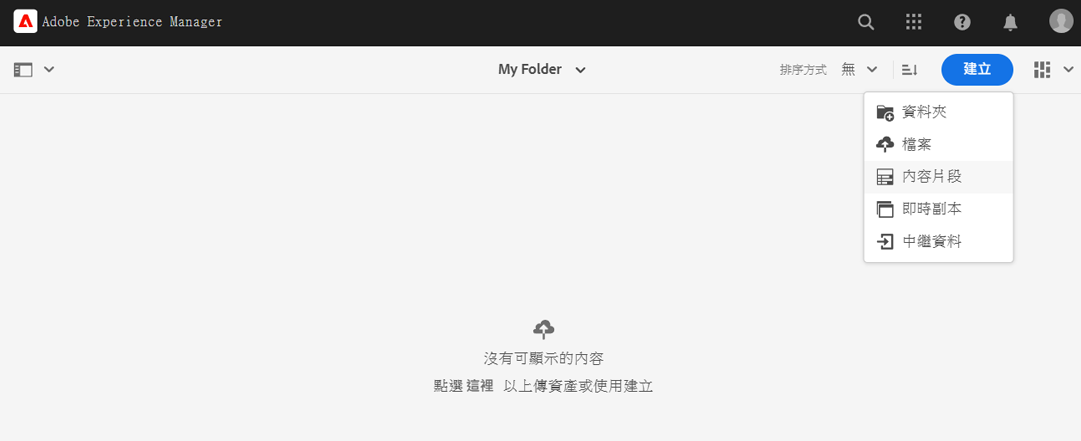 Adobe Experience Manager
My Folder
排序方式 無
建立
資料夾
檔案
內容片段
即時副本
中繼資料
沒有可顯示的內容
點選這裡 以上傳資產或使用建立